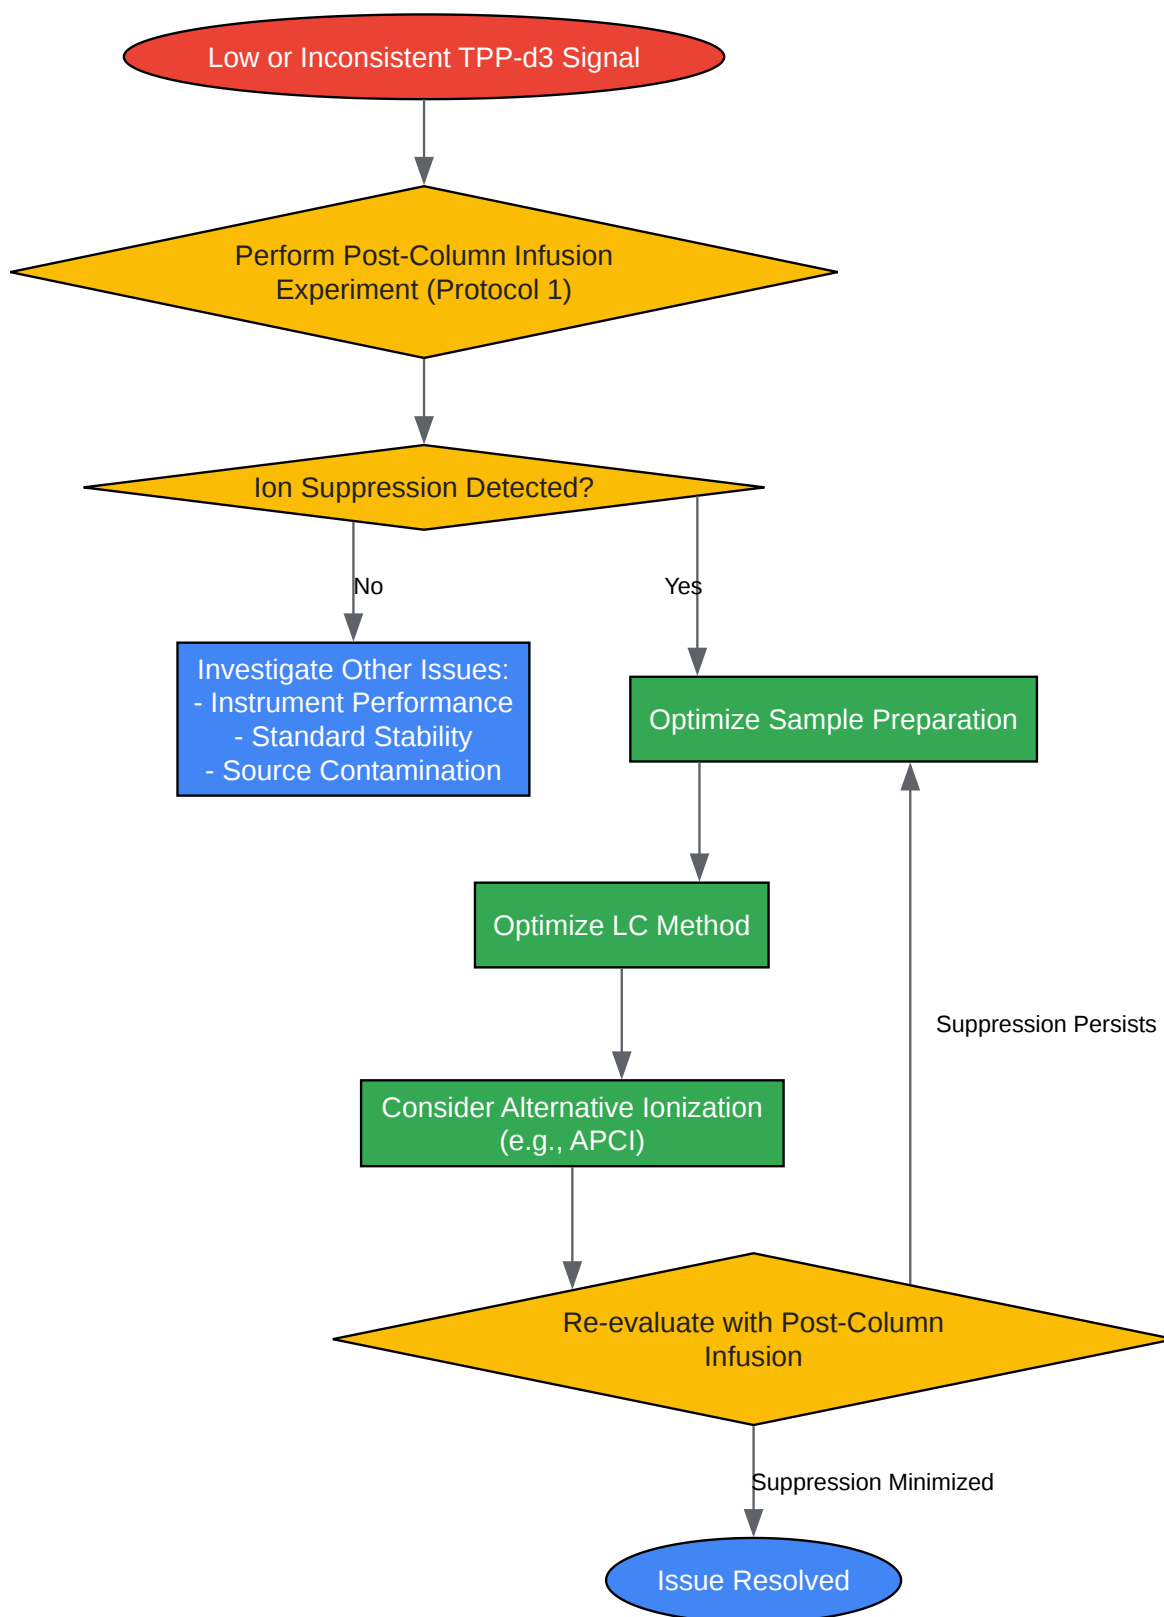 Low or Inconsistent TPP-d3 Signal
Perform Post-Column Infusion
Experiment (Protocol 1)
Ion Suppression Detected?
No
Yes
Investigate Other Issues:
- Instrument Performance
- Standard Stability
- Source Contamination
Optimize Sample Preparation
Optimize LC Method
Suppression Persists
Consider Alternative Ionization
(e.g., APCI)
Re-evaluate with Post-Column
Infusion
Suppression Minimized
Issue Resolved